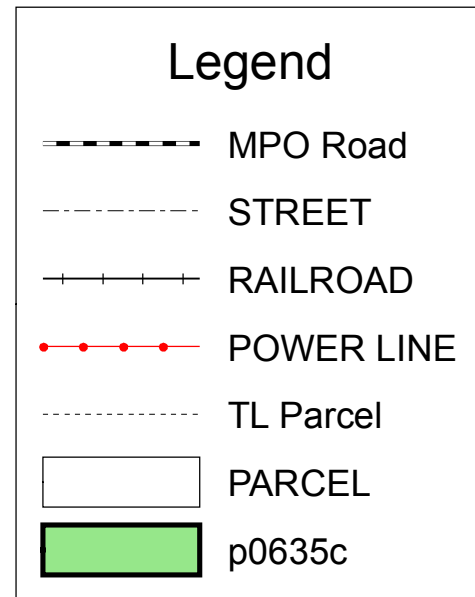 Legend
MPO Road
STREET
RAILROAD
POWER LINE
TL Parcel
PARCEL
p0635c